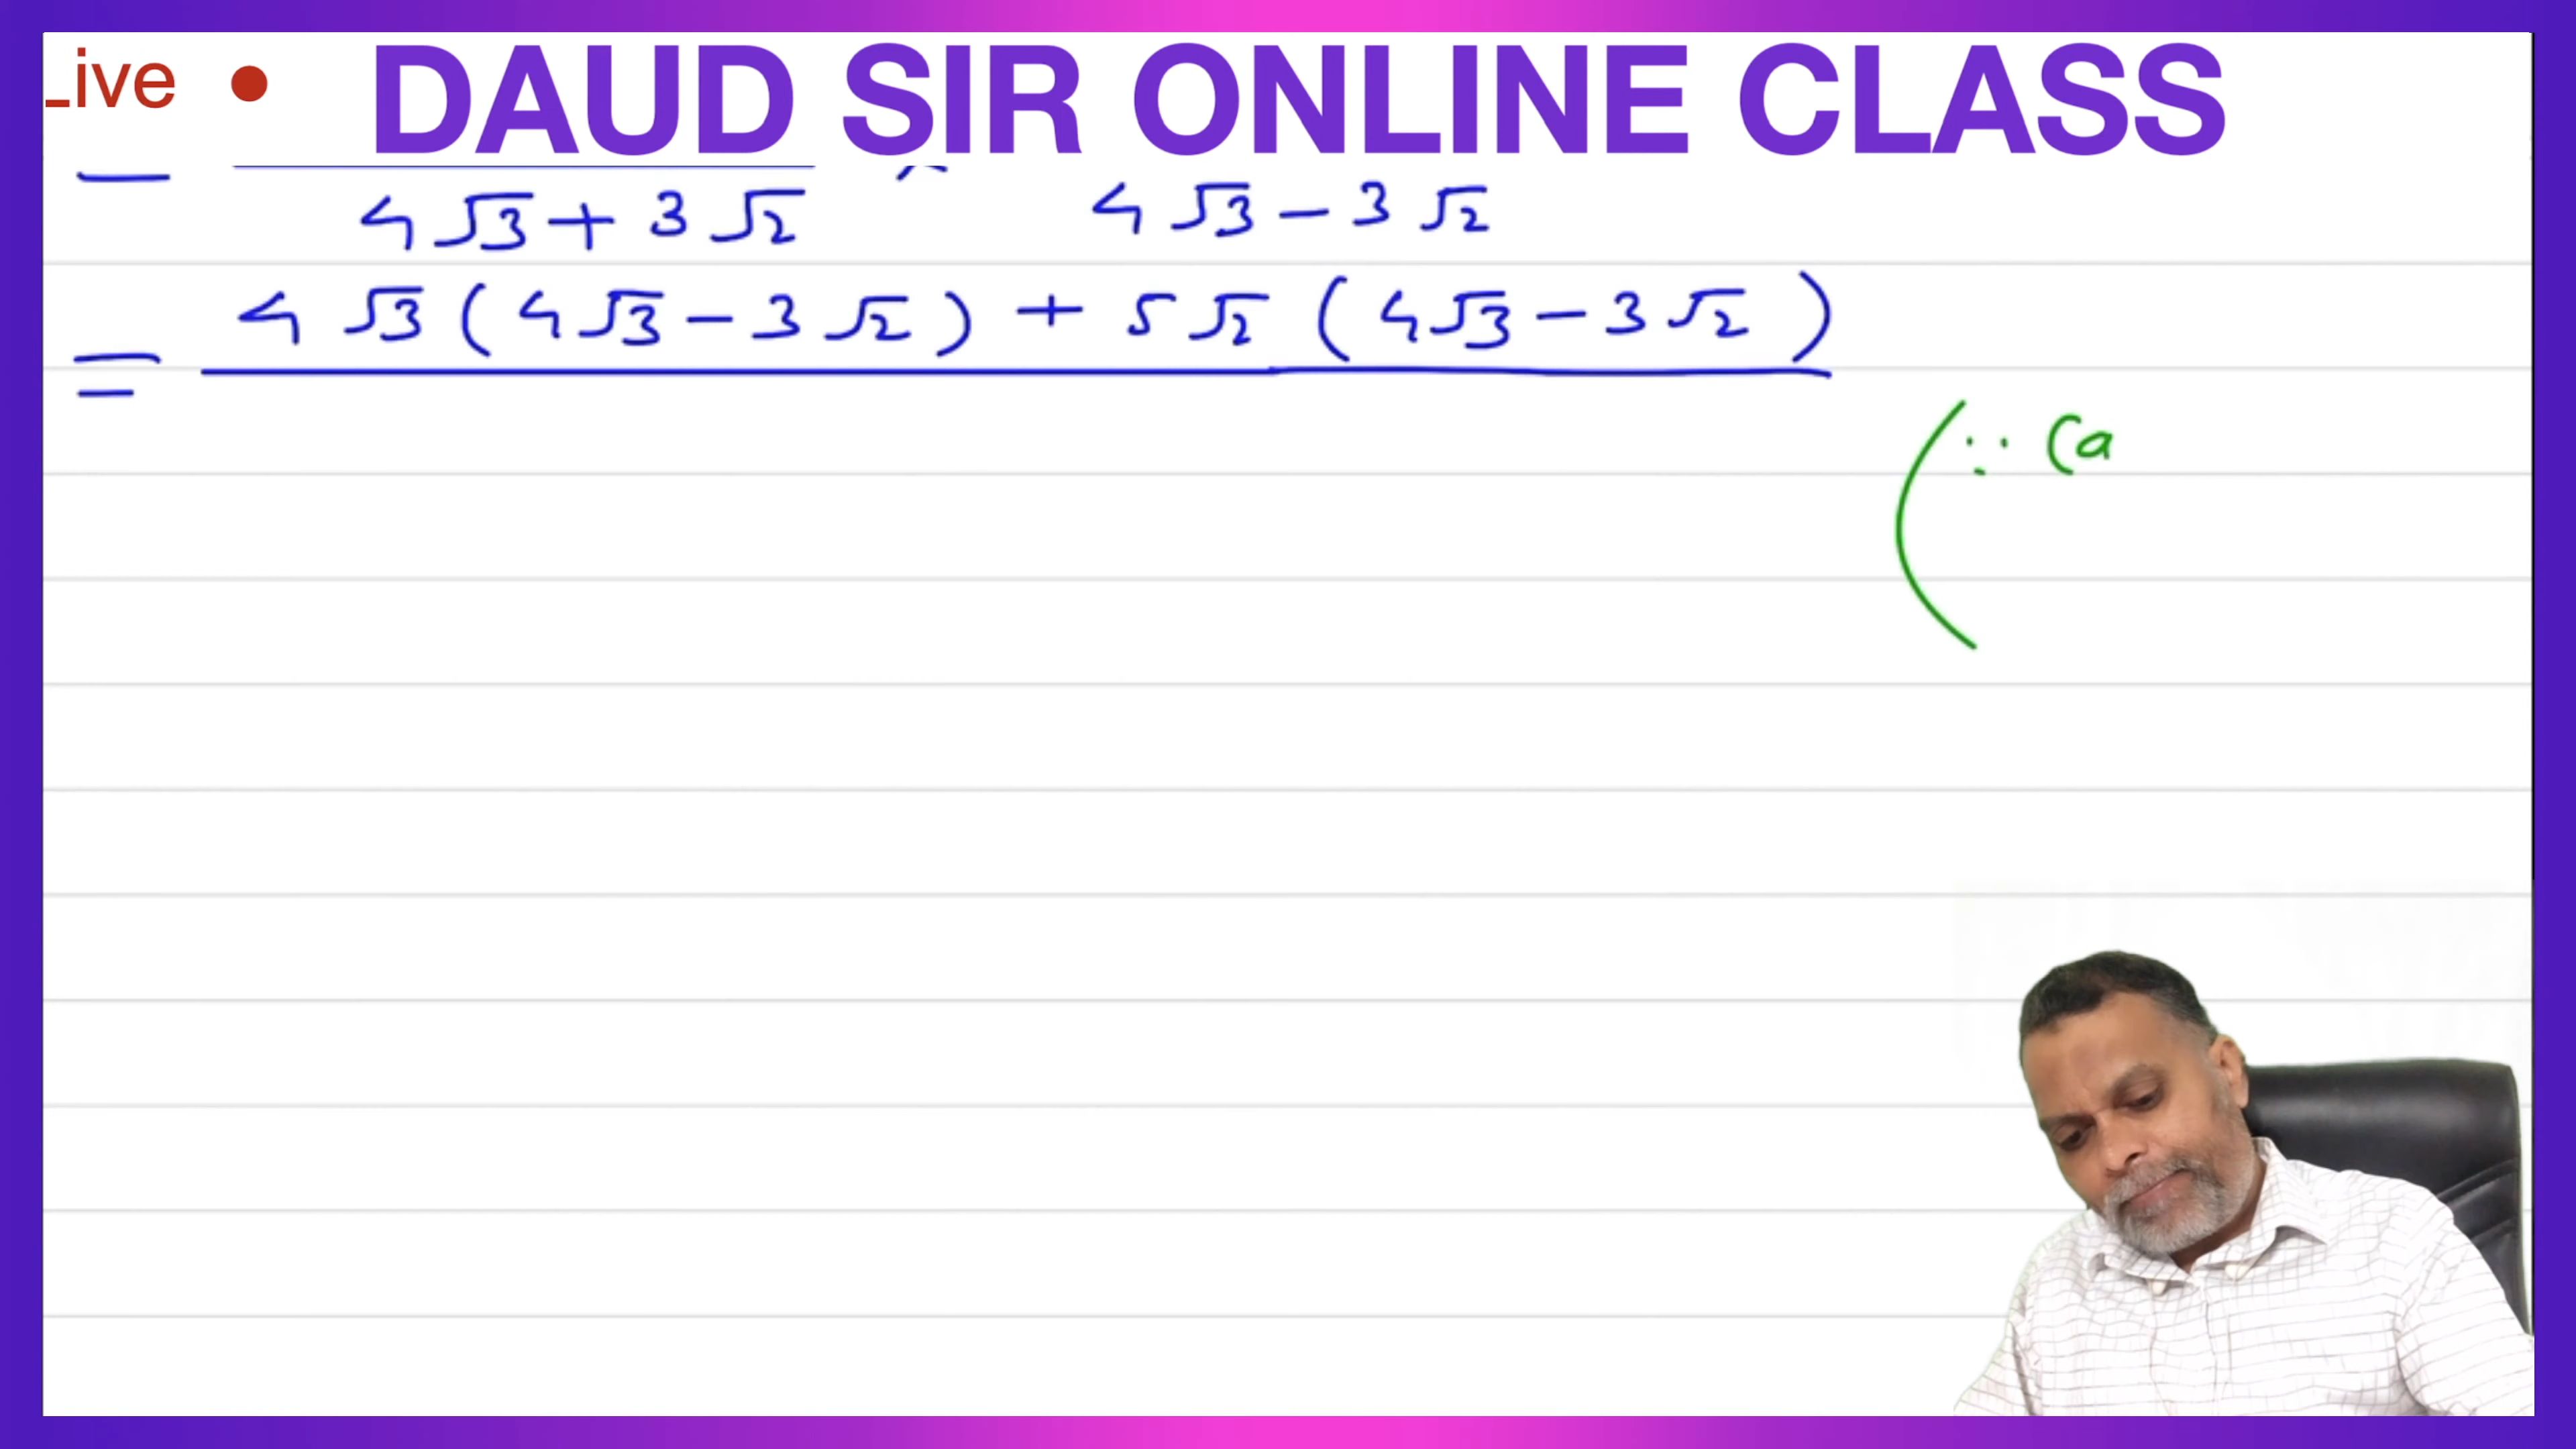 Live • DAUD SIR ONLINE CLASS
4√3 + 3√2 4√3 − 3√2
= 4√3 (4√3 − 3√2) + 5√2 (4√3 − 3√2)
(∵ (a